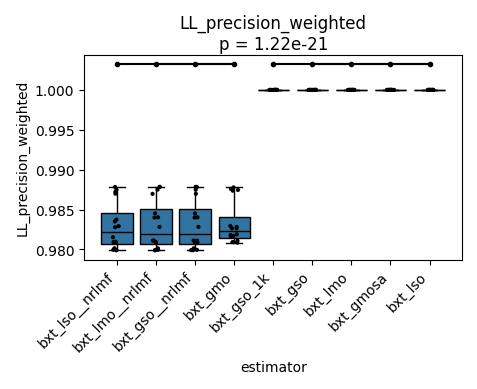 LL_precision_weighted
p = 1.22e-21
LL_precision_weighted
1.000
0.995
0.990
0.985
0.980
bxt_lso__nrlmf
bxt_lmo__nrlmf
bxt_gso__nrlmf
bxt_gmo
bxt_gso_1k
bxt_gso
bxt_lmo
bxt_gmosa
bxt_lso
estimator